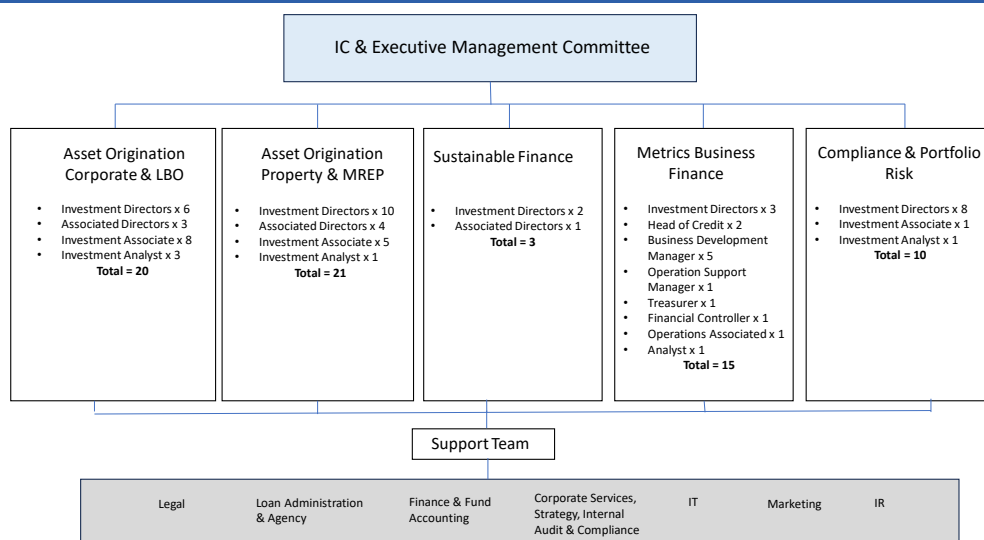 IC & Executive Management Committee
Asset Origination
Corporate & LBO
• Investment Directors x 6
• Associated Directors x 3
• Investment Associate x 8
• Investment Analyst x 3
Total = 20
Asset Origination
Property & MREP
• Investment Directors x 10
• Associated Directors x 4
• Investment Associate x 5
• Investment Analyst x 1
Total = 21
Sustainable Finance
• Investment Directors x 2
• Associated Directors x 1
Total = 3
Metrics Business
Finance
• Investment Directors x 3
• Head of Credit x 2
• Business Development
Manager x 5
• Operation Support
Manager x 1
• Treasurer x 1
• Financial Controller x 1
• Operations Associated x 1
• Analyst x 1
Total = 15
Compliance & Portfolio
Risk
• Investment Directors x 8
• Investment Associate x 1
• Investment Analyst x 1
Total = 10
Support Team
Legal
Loan Administration
& Agency
Finance & Fund
Accounting
Corporate Services,
Strategy, Internal
Audit & Compliance
IT
Marketing
IR